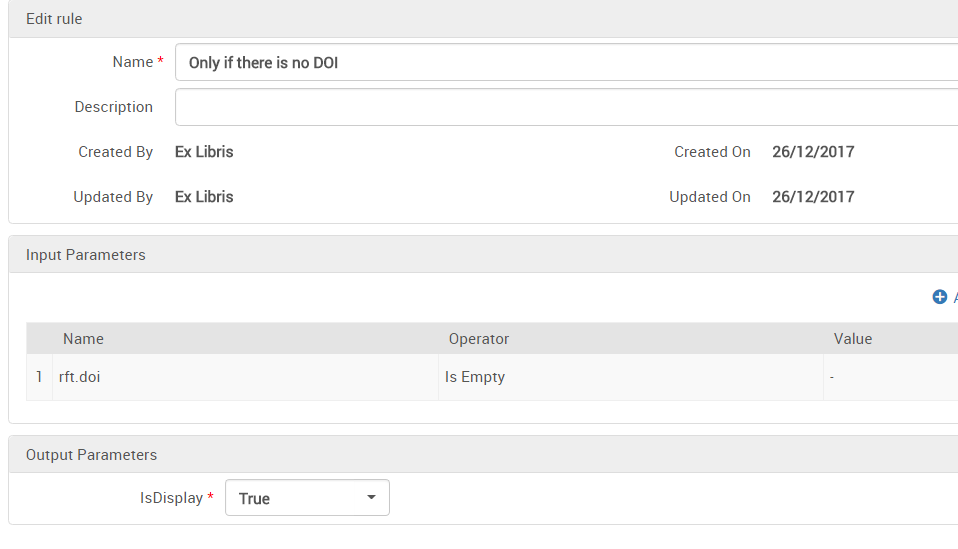 Edit rule
Name * Only if there is no DOI
Description
Created By Ex Libris Created On 26/12/2017
Updated By Ex Libris Updated On 26/12/2017
Input Parameters
Name Operator Value
1 rft.doi Is Empty -
Output Parameters
IsDisplay * True